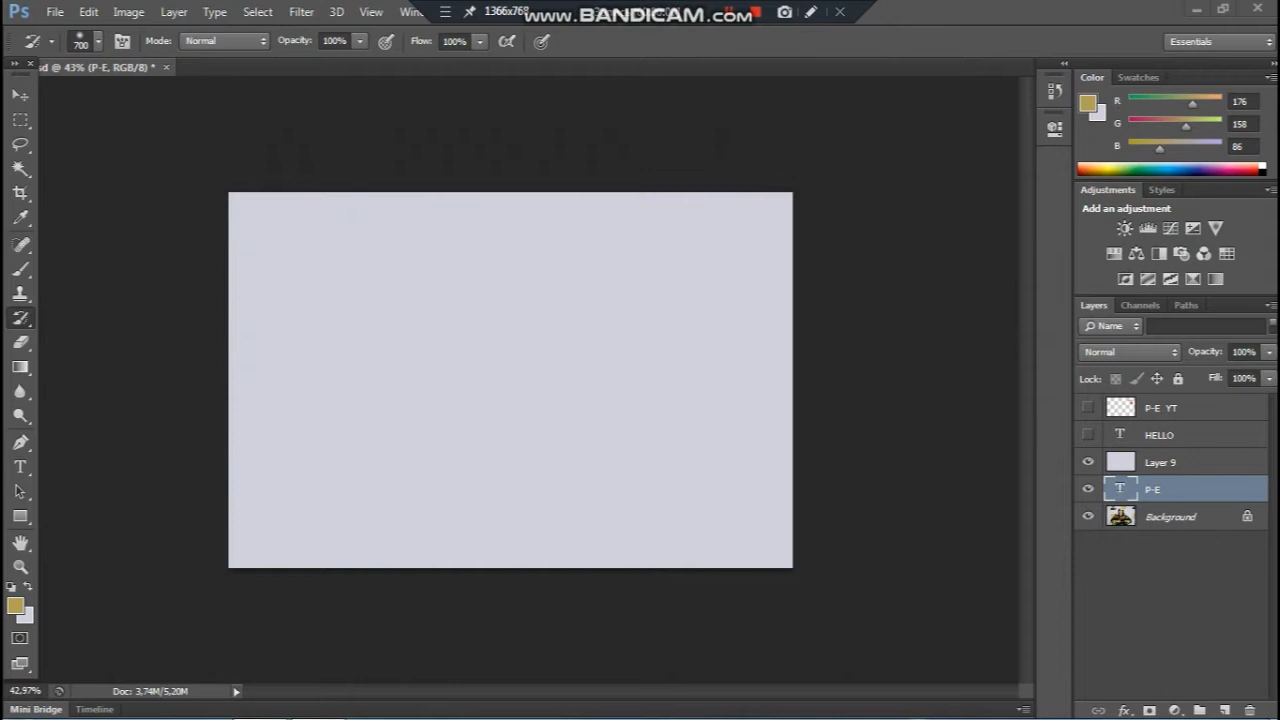 Ps File Edit Image Layer Type Select Filter 3D View
1366x768
www.BANDICAM.com
700 Mode: Normal Opacity: 100% Flow: 100% Essentials
sd @ 43% (P-E, RGB/8) * ×
Color Swatches
R 176
G 158
B 86
Adjustments Styles
Add an adjustment
Layers Channels Paths
Name
Normal Opacity: 100%
Lock: Fill: 100%
P-E YT
T HELLO
Layer 9
T P-E
Background
42,97% Doc: 3,74M/5,20M
Mini Bridge Timeline